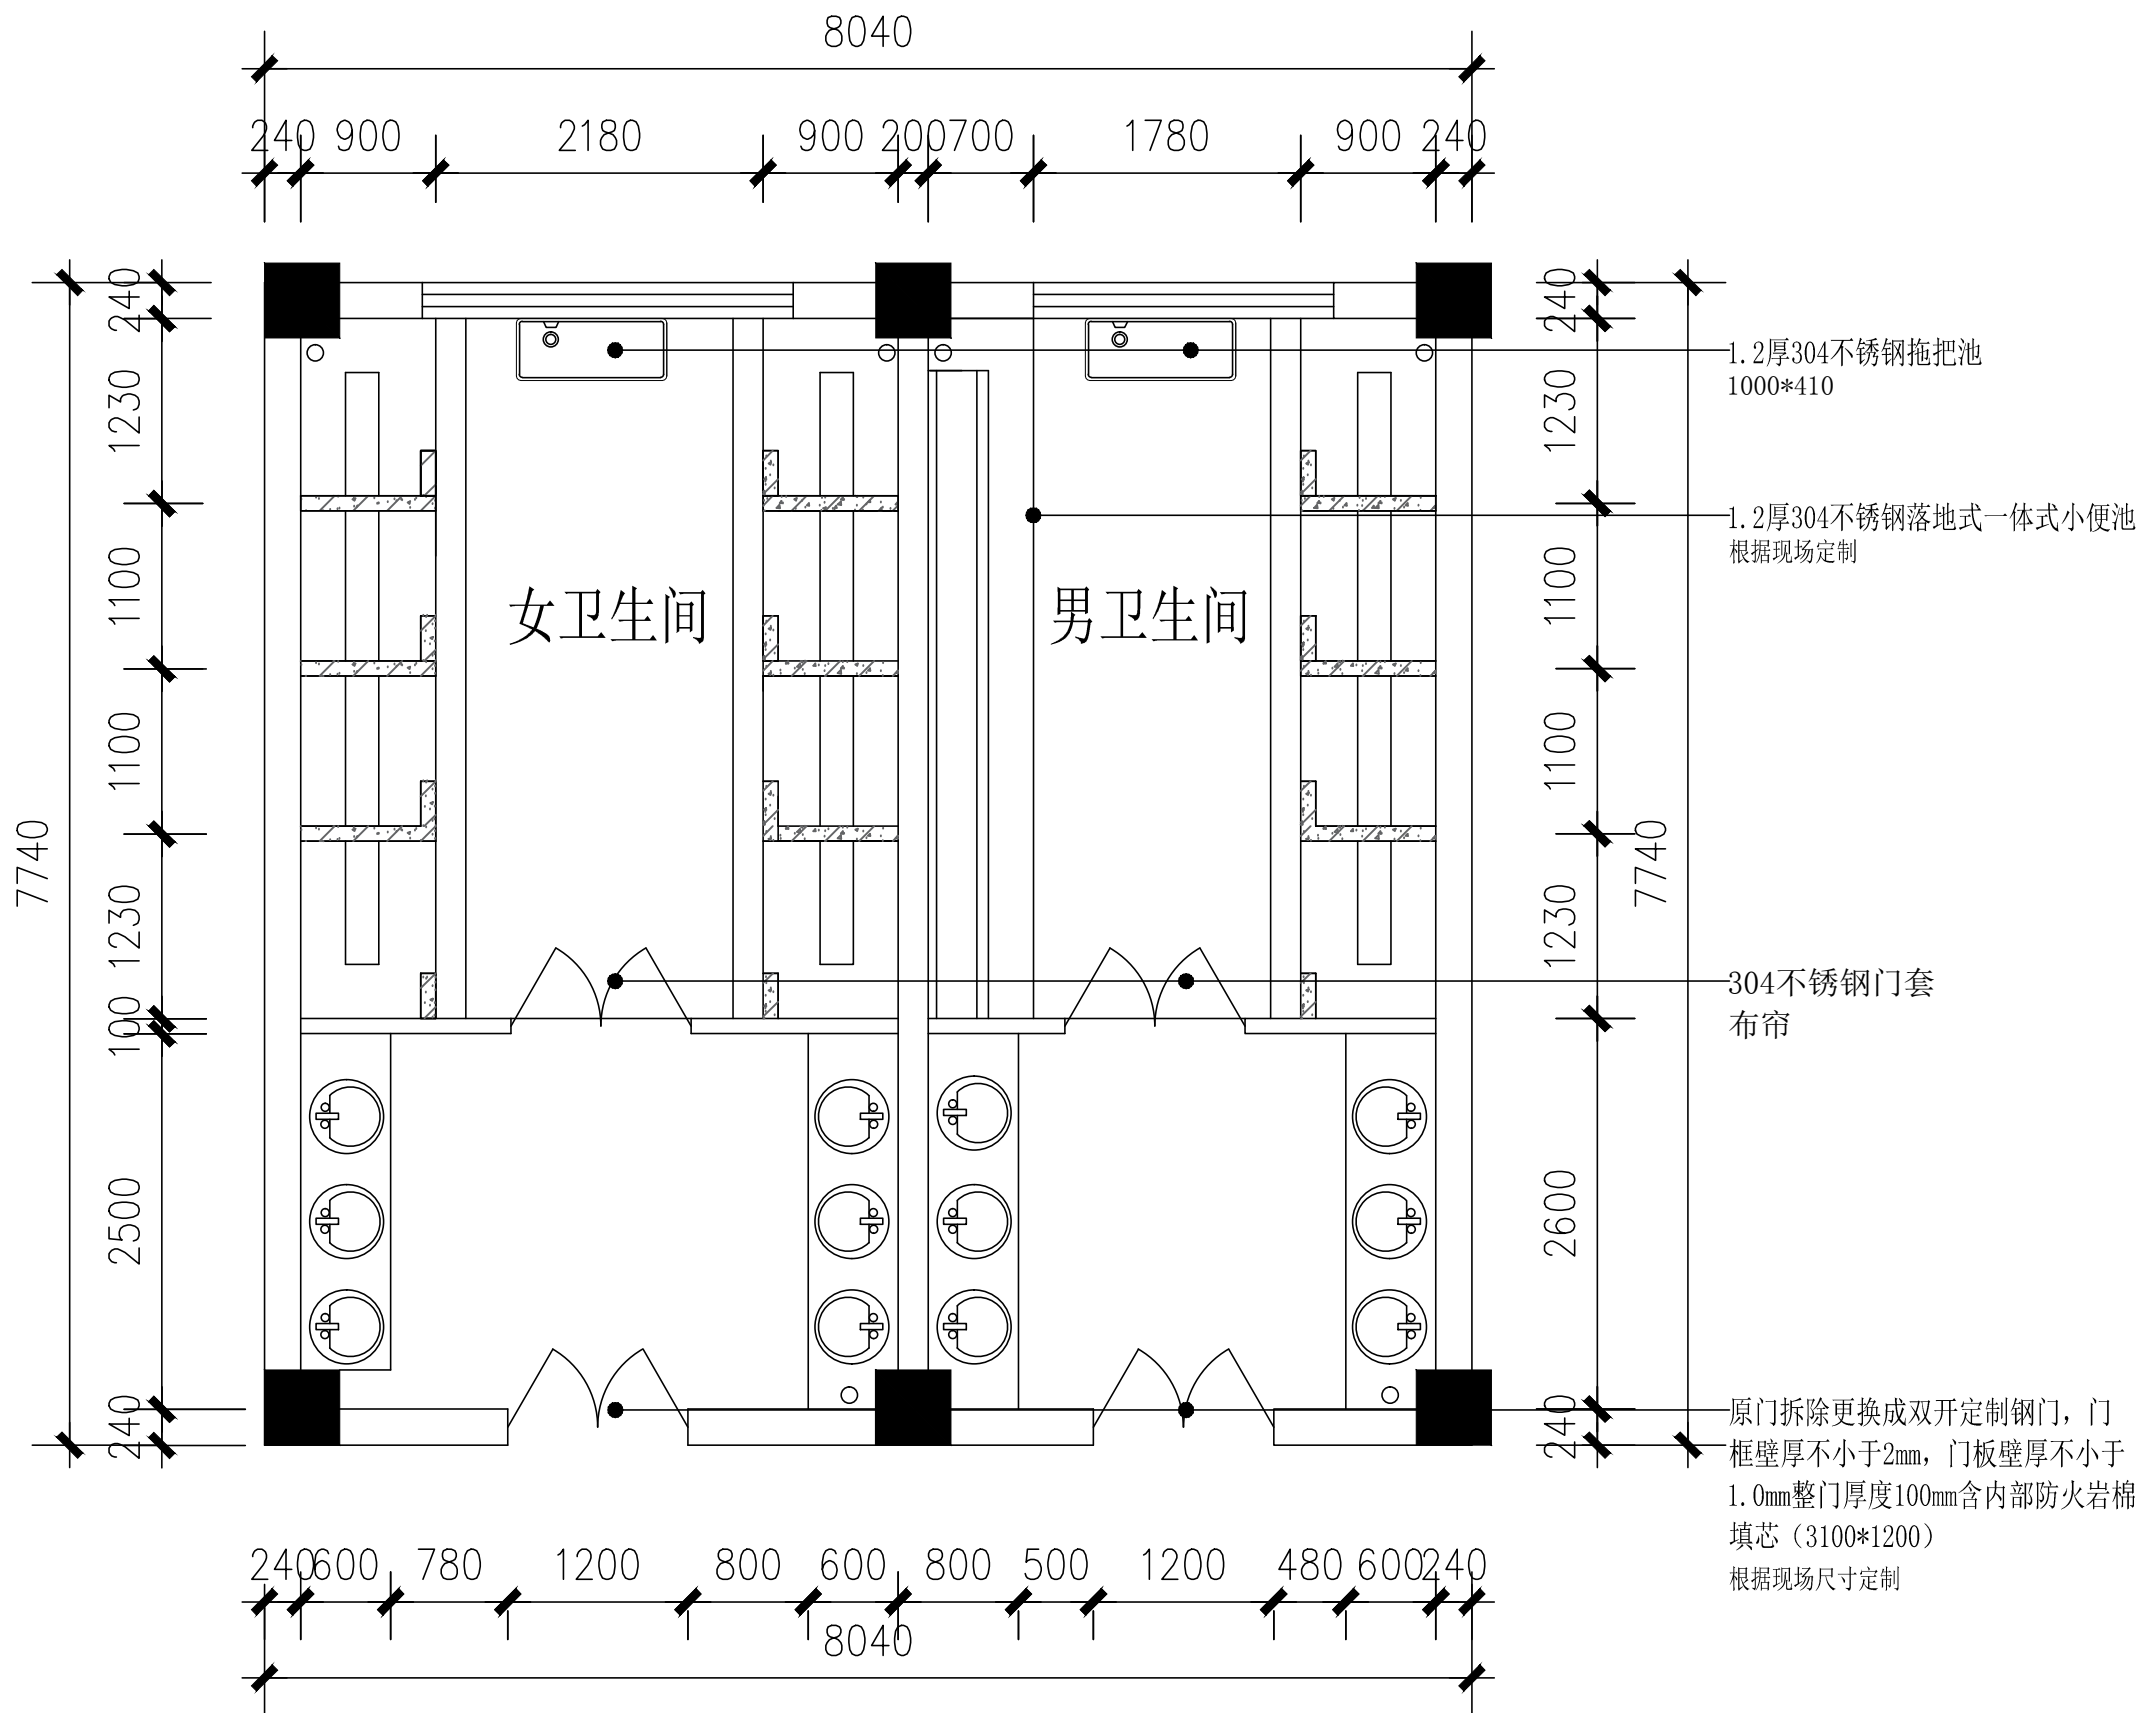 8040
240 900 2180 900 200 700 1780 900 240
240
240
1230
1230
1.2厚304不锈钢拖把池
1000*410
1.2厚304不锈钢落地式一体式小便池
根据现场定制
1100
1100
女卫生间 男卫生间
1100
1100
7740
7740
1230
1230
304不锈钢门套
布帘
100
2500
2600
240
240
原门拆除更换成双开定制钢门，门
框壁厚不小于2mm，门板壁厚不小于
1.0mm整门厚度100mm含内部防火岩棉
填芯（3100*1200）
根据现场尺寸定制
240 600 780 1200 800 600 800 500 1200 480 600 240
8040